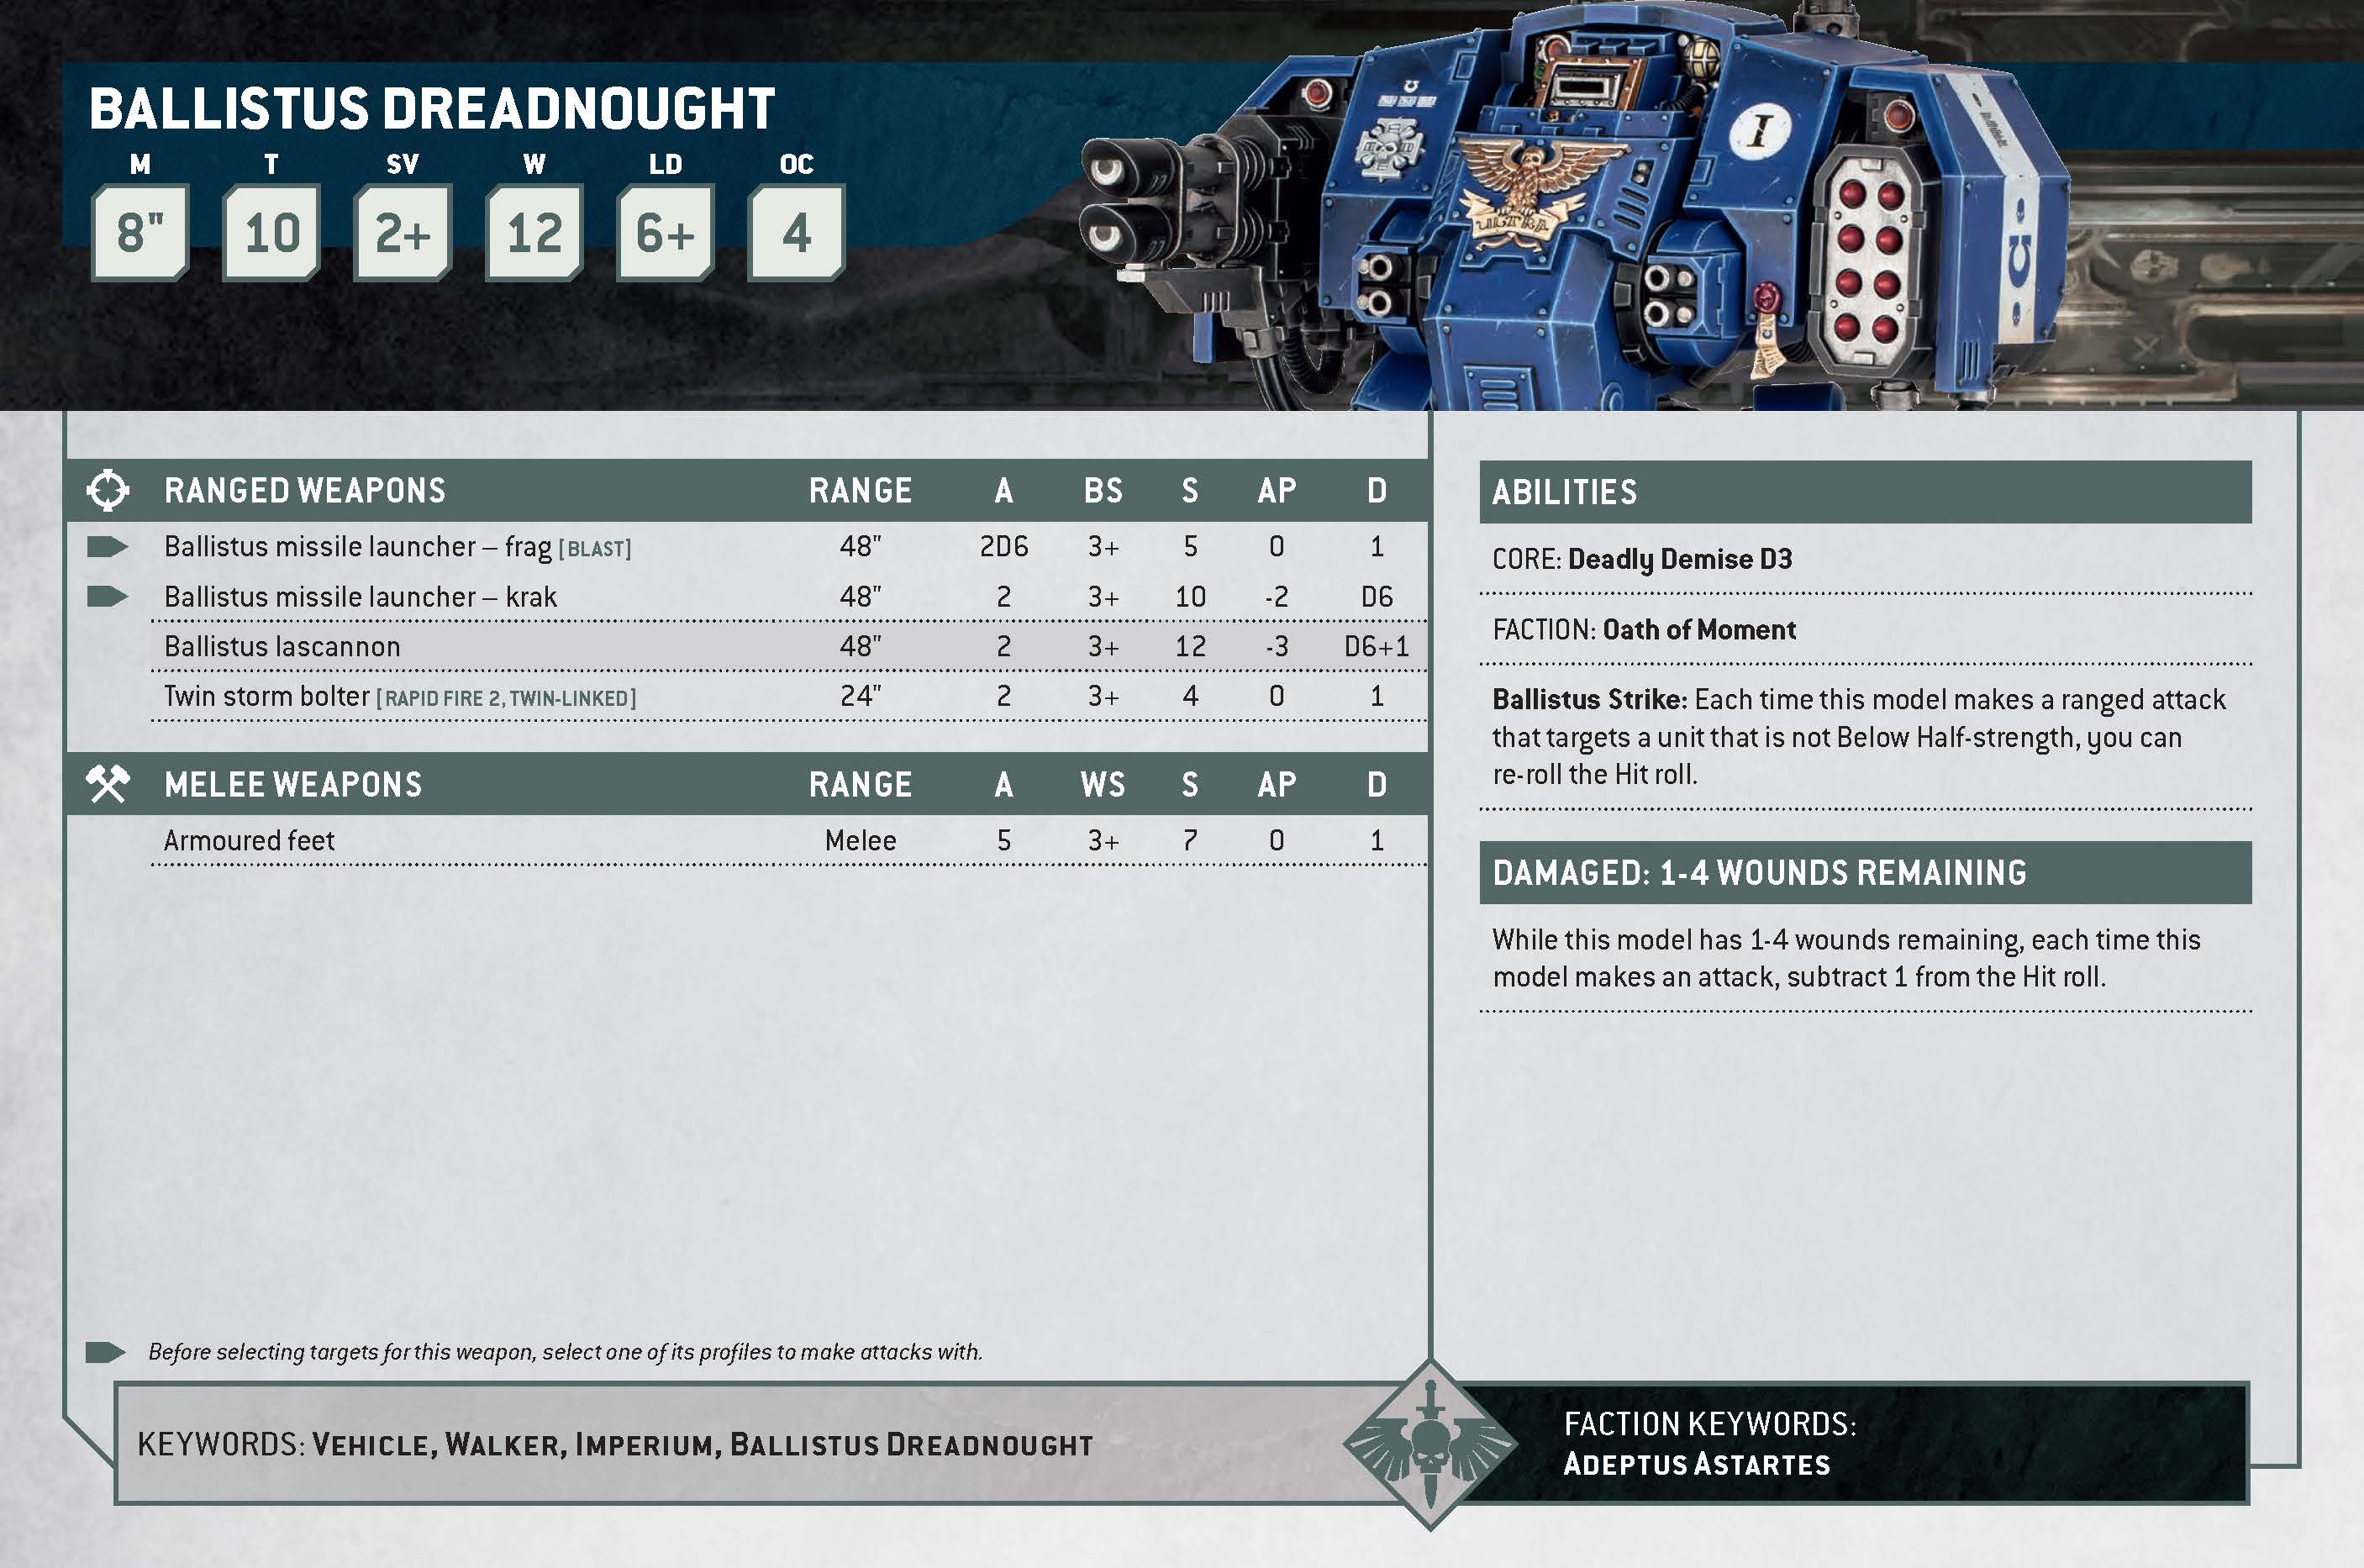 BALLISTUS DREADNOUGHT
M T SV W LD OC
8" 10 2+ 12 6+ 4
I
ULTRA
RANGED WEAPONS RANGE A BS S AP D
Ballistus missile launcher – frag [BLAST] 48" 2D6 3+ 5 0 1
Ballistus missile launcher – krak 48" 2 3+ 10 -2 D6
Ballistus lascannon 48" 2 3+ 12 -3 D6+1
Twin storm bolter [RAPID FIRE 2, TWIN-LINKED] 24" 2 3+ 4 0 1
MELEE WEAPONS RANGE A WS S AP D
Armoured feet Melee 5 3+ 7 0 1
Before selecting targets for this weapon, select one of its profiles to make attacks with.
KEYWORDS: VEHICLE, WALKER, IMPERIUM, BALLISTUS DREADNOUGHT
ABILITIES
CORE: Deadly Demise D3
FACTION: Oath of Moment
Ballistus Strike: Each time this model makes a ranged attack
that targets a unit that is not Below Half-strength, you can
re-roll the Hit roll.
DAMAGED: 1-4 WOUNDS REMAINING
While this model has 1-4 wounds remaining, each time this
model makes an attack, subtract 1 from the Hit roll.
FACTION KEYWORDS:
ADEPTUS ASTARTES